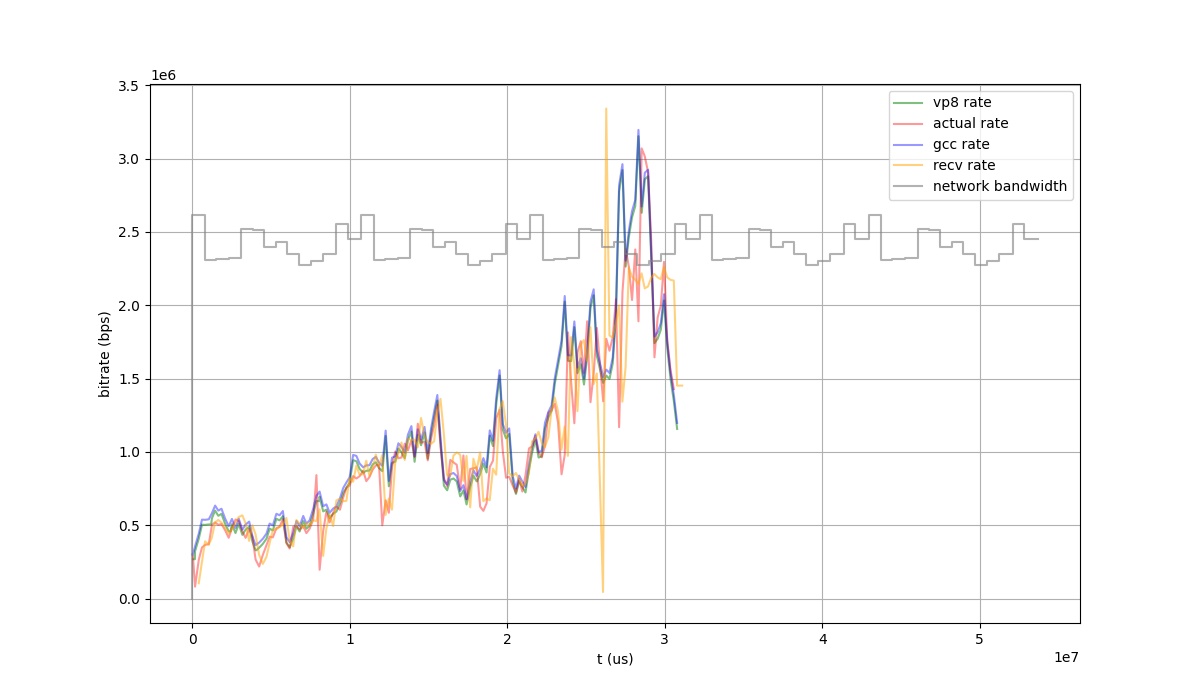 1e6
3.5
3.0
2.5
2.0
1.5
1.0
0.5
0.0
bitrate (bps)
vp8 rate
actual rate
gcc rate
recv rate
network bandwidth
0 1 2 3 4 5
t (us)
1e7